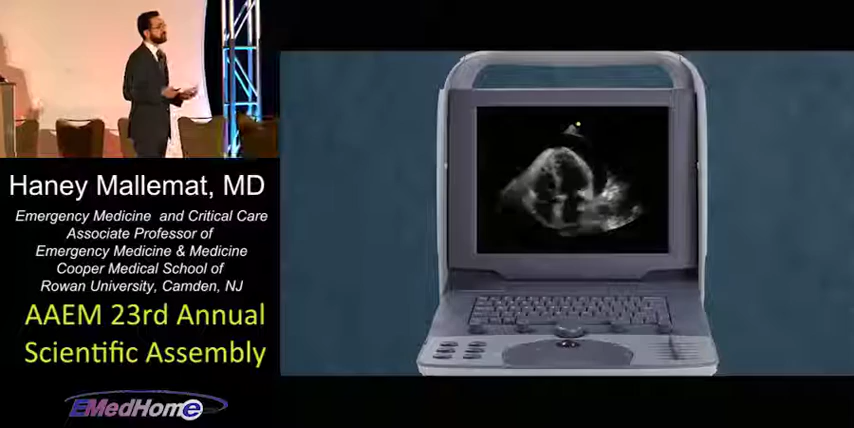 Haney Mallemat, MD
Emergency Medicine and Critical Care
Associate Professor of
Emergency Medicine & Medicine
Cooper Medical School of
Rowan University, Camden, NJ
AAEM 23rd Annual
Scientific Assembly
EMedHome